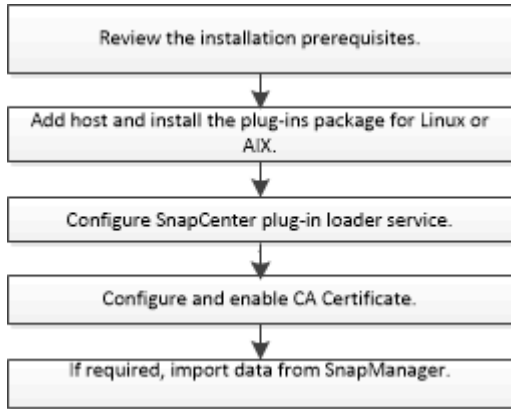 Review the installation prerequisites.
Add host and install the plug-ins package for Linux or
AIX.
Configure SnapCenter plug-in loader service.
Configure and enable CA Certificate.
If required, import data from SnapManager.